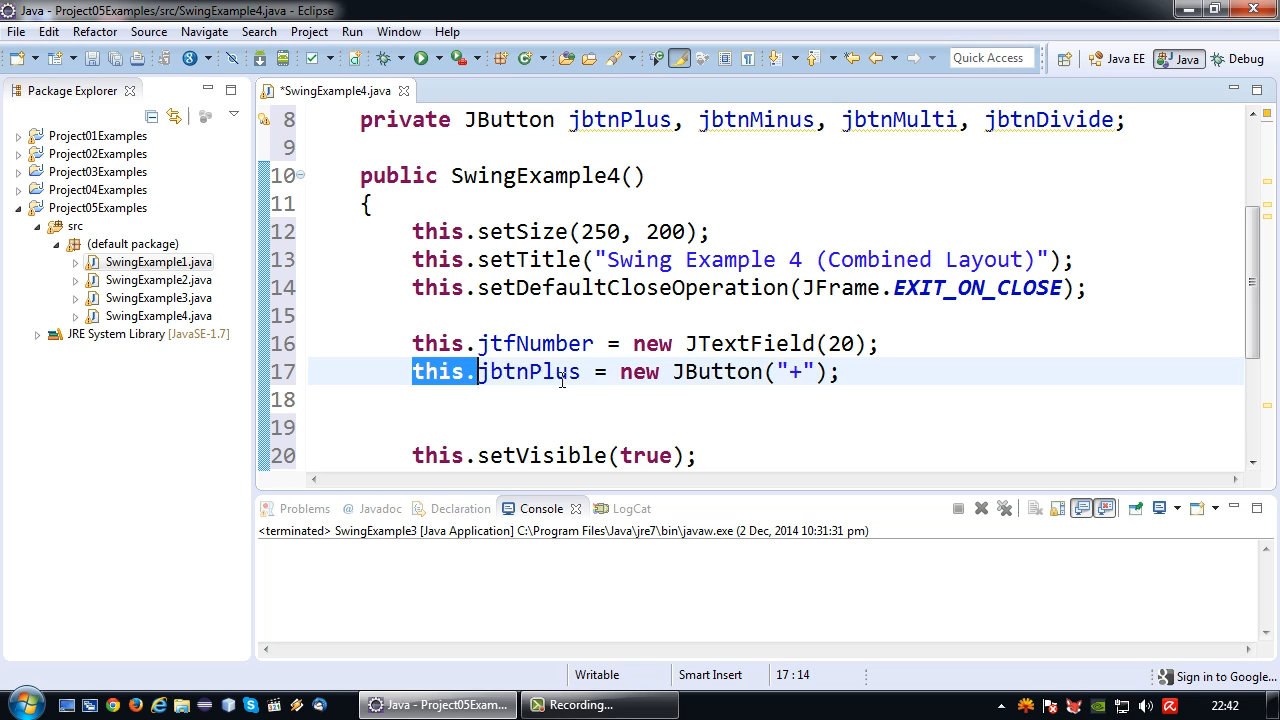 Java - Project05Examples/src/SwingExample4.java - Eclipse
File Edit Refactor Source Navigate Search Project Run Window Help
Quick Access
Java EE
Java
Debug
Package Explorer
*SwingExample4.java
Project01Examples
Project02Examples
Project03Examples
Project04Examples
Project05Examples
src
(default package)
SwingExample1.java
SwingExample2.java
SwingExample3.java
SwingExample4.java
JRE System Library [JavaSE-1.7]
8 private JButton jbtnPlus, jbtnMinus, jbtnMulti, jbtnDivide;
9
10 public SwingExample4()
11 {
12 this.setSize(250, 200);
13 this.setTitle("Swing Example 4 (Combined Layout)");
14 this.setDefaultCloseOperation(JFrame.EXIT_ON_CLOSE);
15
16 this.jtfNumber = new JTextField(20);
17 this.jbtnPlus = new JButton("+");
18
19
20 this.setVisible(true);
Problems @ Javadoc Declaration Console LogCat
<terminated> SwingExample3 [Java Application] C:\Program Files\Java\jre7\bin\javaw.exe (2 Dec, 2014 10:31:31 pm)
Writable
Smart Insert
17 : 14
Sign in to Google...
Java - Project05Exam...
Recording...
22:42